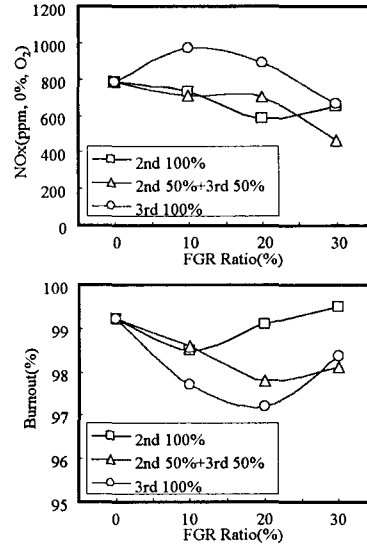 NOx(ppm, 0%, O₂)
1200
1000
800
600
400
200
0
2nd 100%
2nd 50%+3rd 50%
3rd 100%
0 10 20 30
FGR Ratio(%)
Burnout(%)
100
99
98
97
96
95
2nd 100%
2nd 50%+3rd 50%
3rd 100%
0 10 20 30
FGR Ratio(%)